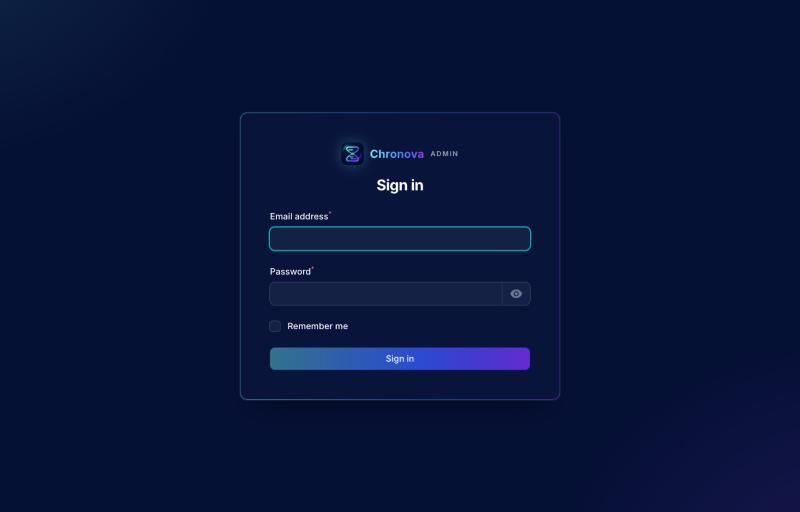 Chronova ADMIN
Sign in
Email address*
Password*
Remember me
Sign in